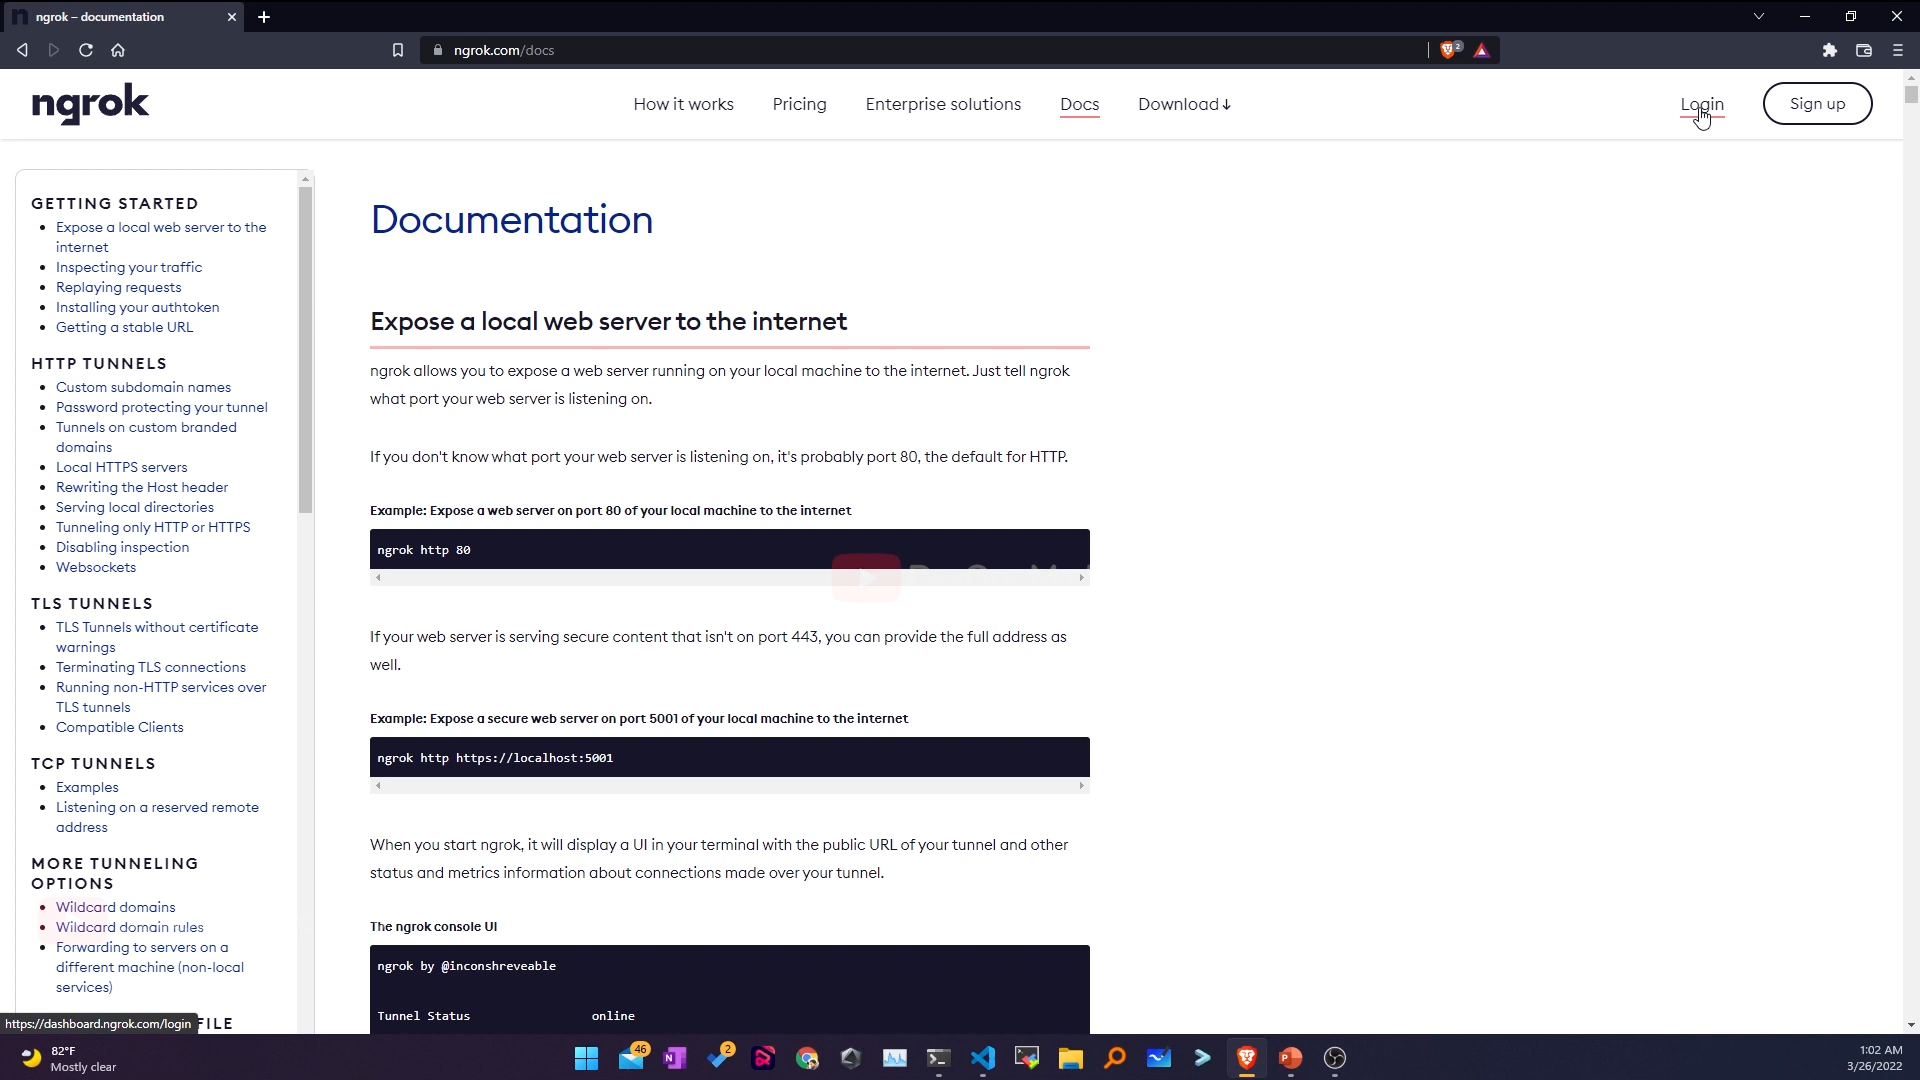 ngrok – documentation
ngrok.com/docs
2
ngrok
How it works
Pricing
Enterprise solutions
Docs
Download↓
Login
Sign up
GETTING STARTED
• Expose a local web server to the
internet
• Inspecting your traffic
• Replaying requests
• Installing your authtoken
• Getting a stable URL
HTTP TUNNELS
• Custom subdomain names
• Password protecting your tunnel
• Tunnels on custom branded
domains
• Local HTTPS servers
• Rewriting the Host header
• Serving local directories
• Tunneling only HTTP or HTTPS
• Disabling inspection
• Websockets
TLS TUNNELS
• TLS Tunnels without certificate
warnings
• Terminating TLS connections
• Running non-HTTP services over
TLS tunnels
• Compatible Clients
TCP TUNNELS
• Examples
• Listening on a reserved remote
address
MORE TUNNELING
OPTIONS
• Wildcard domains
• Wildcard domain rules
• Forwarding to servers on a
different machine (non-local
services)
FILE
https://dashboard.ngrok.com/login
Documentation
Expose a local web server to the internet
ngrok allows you to expose a web server running on your local machine to the internet. Just tell ngrok
what port your web server is listening on.
If you don't know what port your web server is listening on, it's probably port 80, the default for HTTP.
Example: Expose a web server on port 80 of your local machine to the internet
ngrok http 80
If your web server is serving secure content that isn't on port 443, you can provide the full address as
well.
Example: Expose a secure web server on port 5001 of your local machine to the internet
ngrok http https://localhost:5001
When you start ngrok, it will display a UI in your terminal with the public URL of your tunnel and other
status and metrics information about connections made over your tunnel.
The ngrok console UI
ngrok by @inconshreveable
Tunnel Status online
82°F
Mostly clear
46
2
1:02 AM
3/26/2022